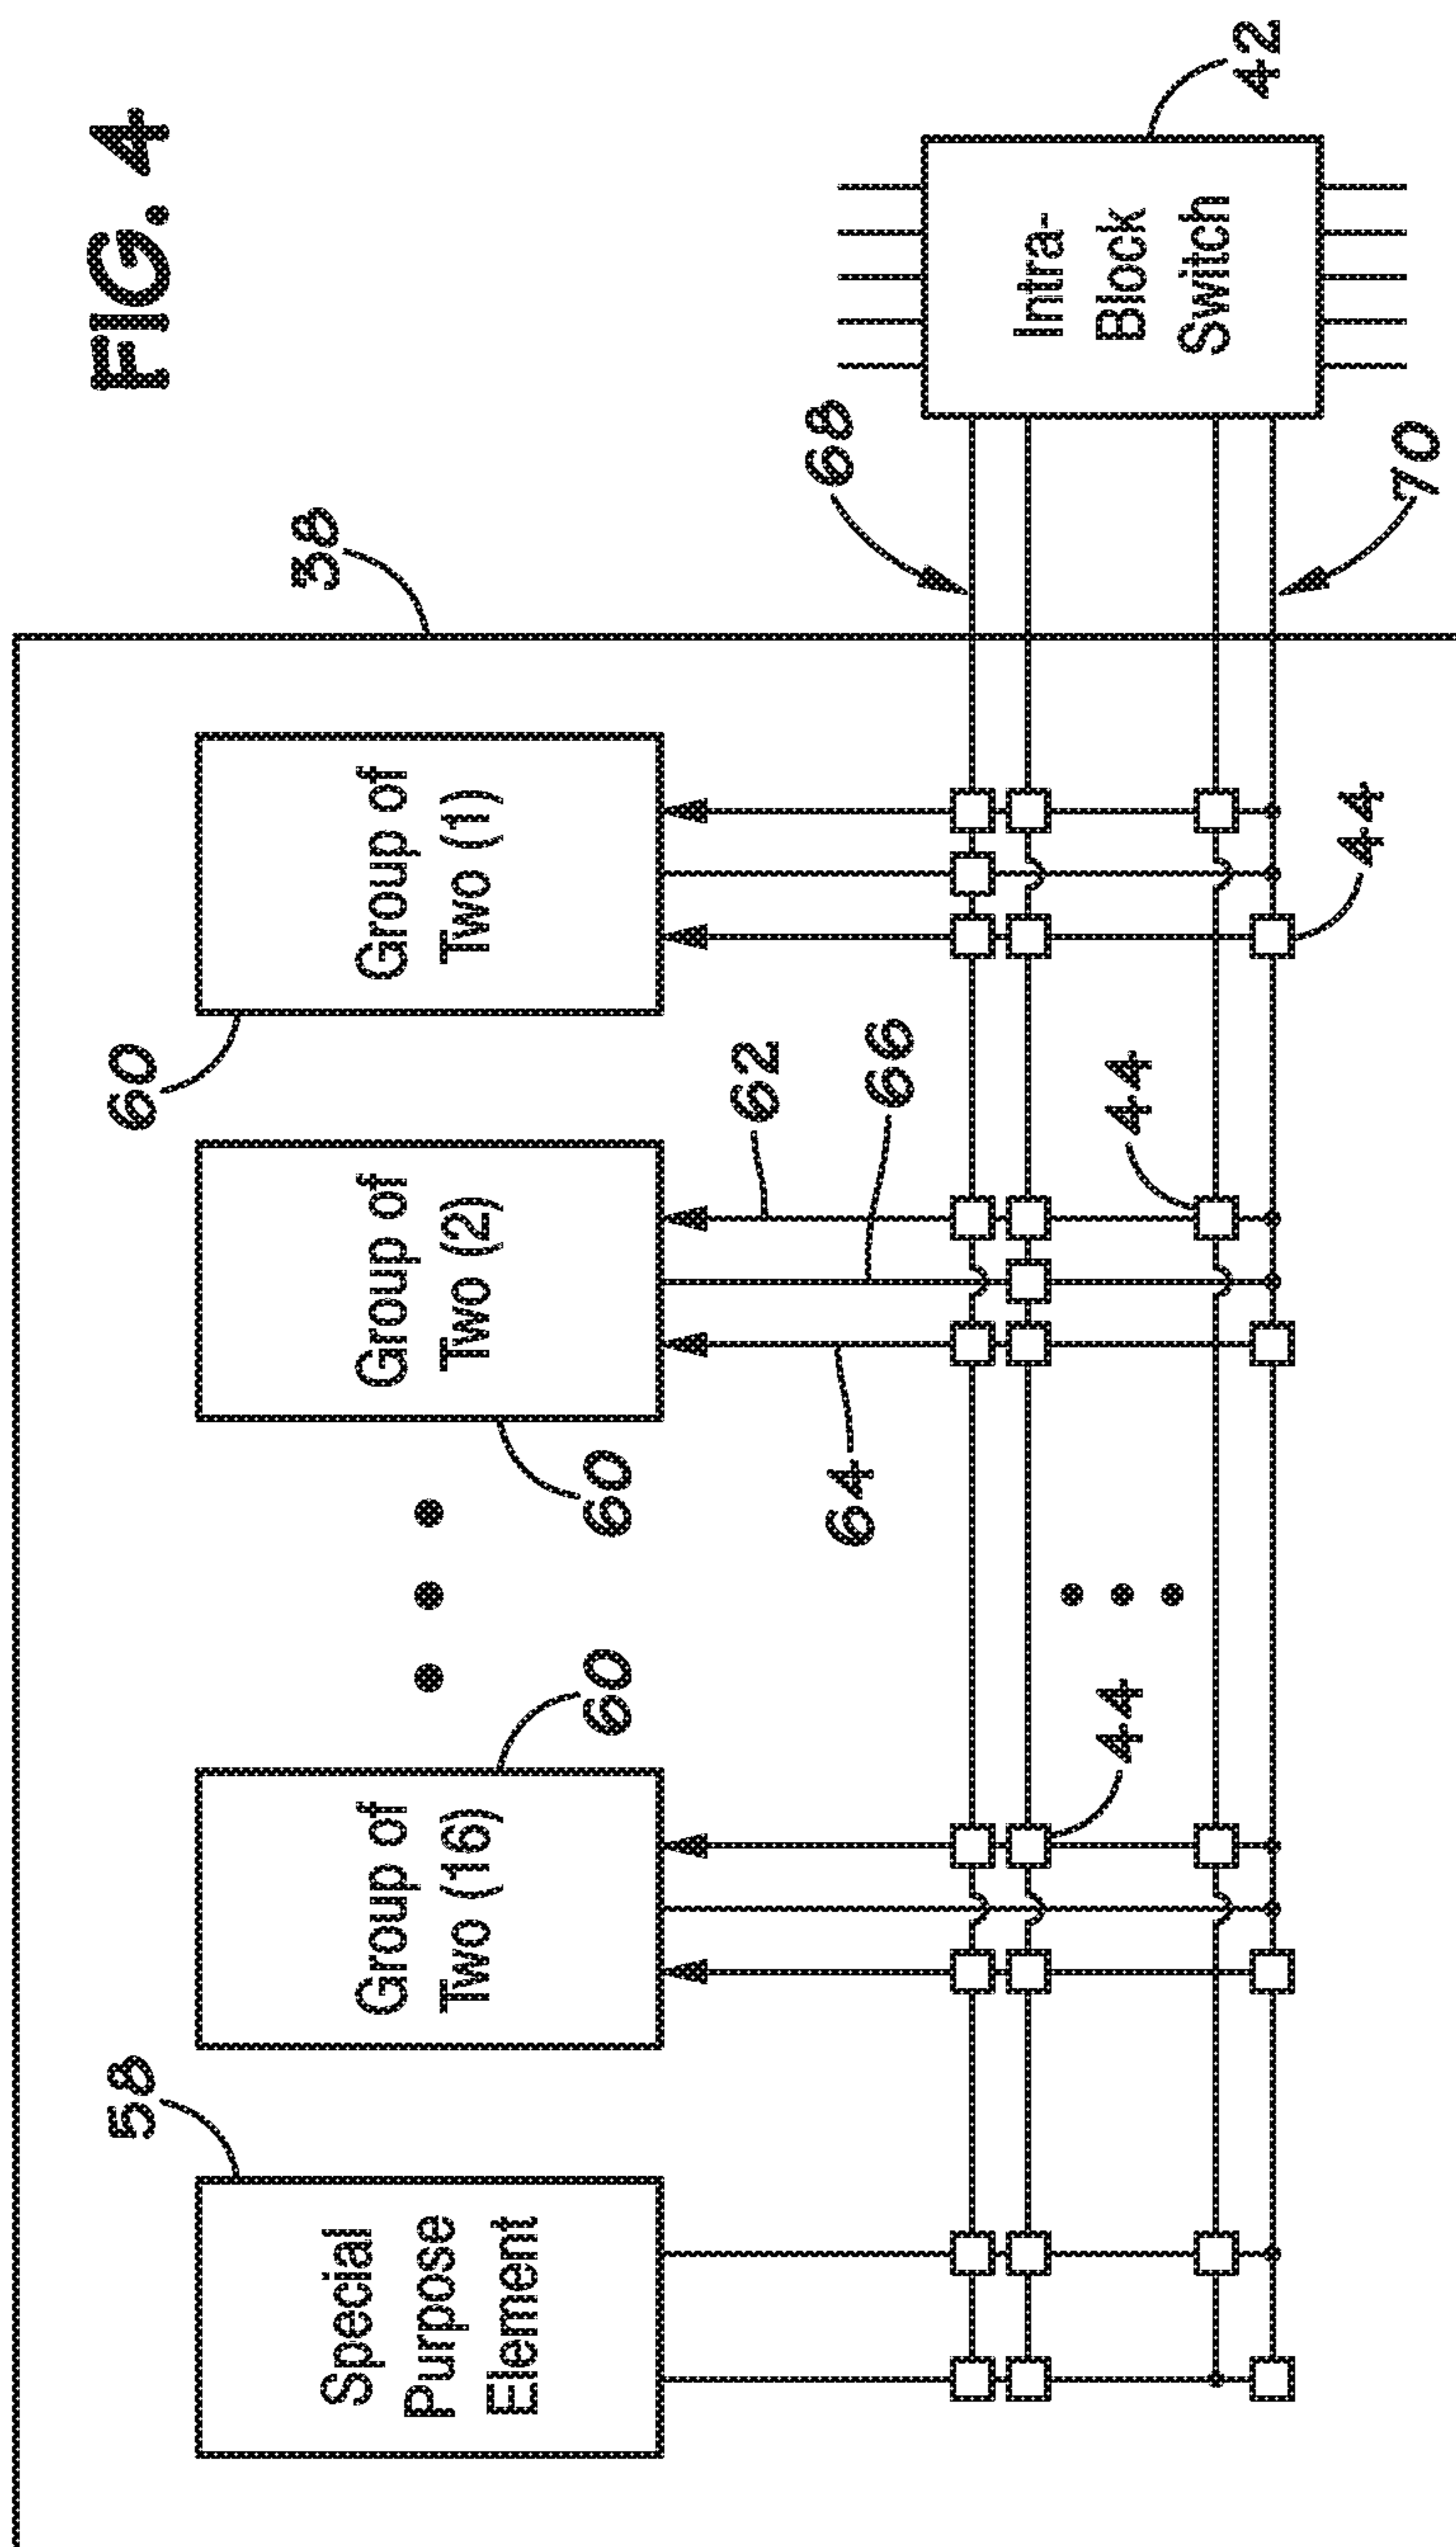 FIG. 4
58
Special
Purpose
Element
Group of
Two (16)
60
Group of
Two (2)
60
Group of
Two (1)
60
38
62
66
64
68
70
44
44
44
Intra-
Block
Switch
42